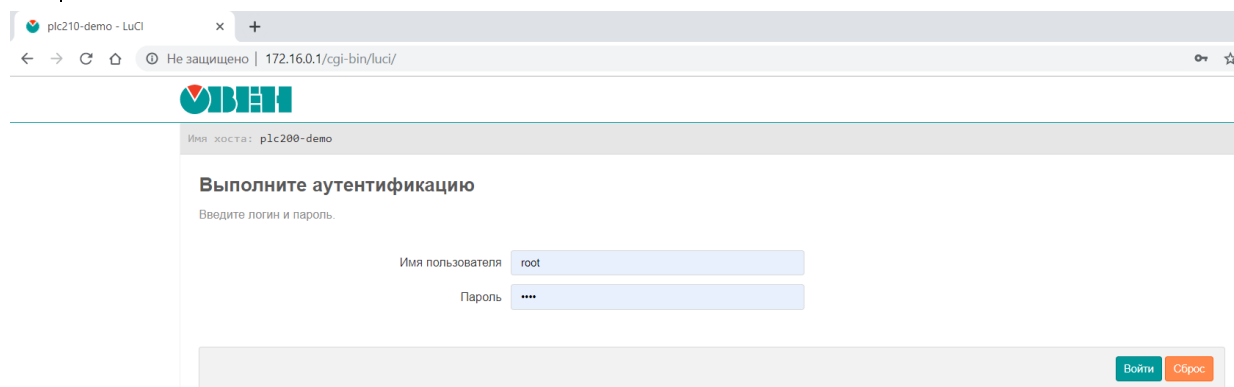 plc210-demo - LuCI
Не защищено | 172.16.0.1/cgi-bin/luci/
ОВЕН
Имя хоста: plc200-demo
Выполните аутентификацию
Введите логин и пароль.
Имя пользователя root
Пароль ••••
Войти Сброс